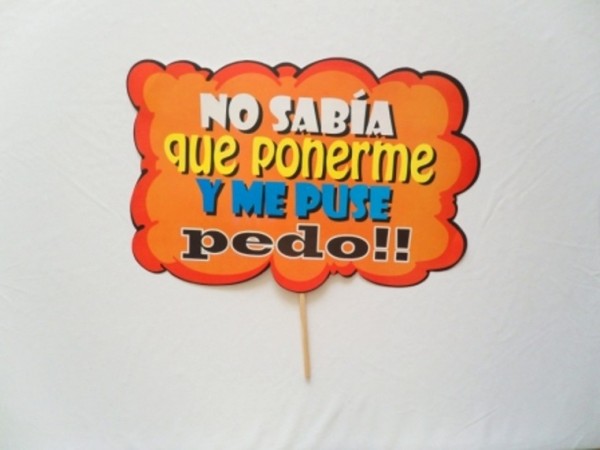 NO SABÍA
que ponerme
Y ME PUSE
pedo!!